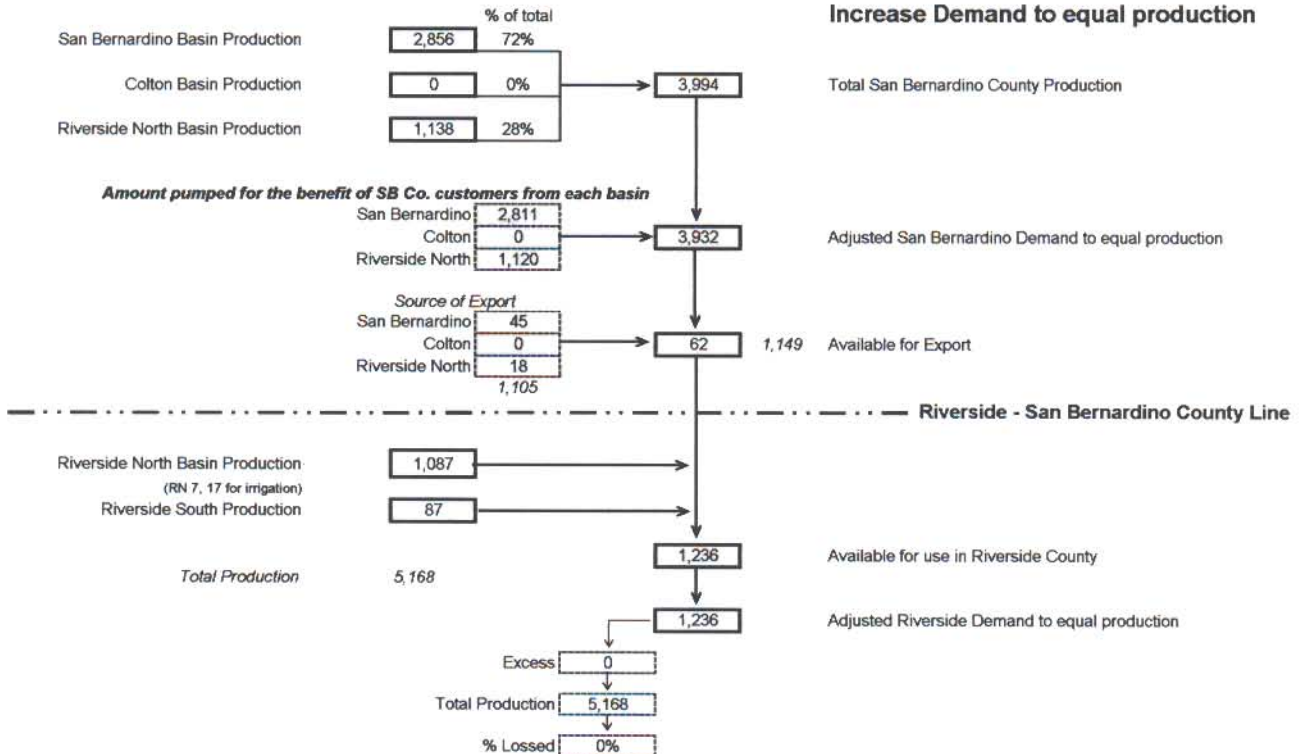 % of total
Increase Demand to equal production
San Bernardino Basin Production 2,856 72%
Colton Basin Production 0 0% 3,994 Total San Bernardino County Production
Riverside North Basin Production 1,138 28%
Amount pumped for the benefit of SB Co. customers from each basin
San Bernardino 2,811
Colton 0 3,932 Adjusted San Bernardino Demand to equal production
Riverside North 1,120
Source of Export
San Bernardino 45
Colton 0 62 1,149 Available for Export
Riverside North 18
1,105
Riverside - San Bernardino County Line
Riverside North Basin Production 1,087
(RN 7, 17 for irrigation)
Riverside South Production 87
1,236 Available for use in Riverside County
Total Production 5,168
1,236 Adjusted Riverside Demand to equal production
Excess 0
Total Production 5,168
% Lossed 0%